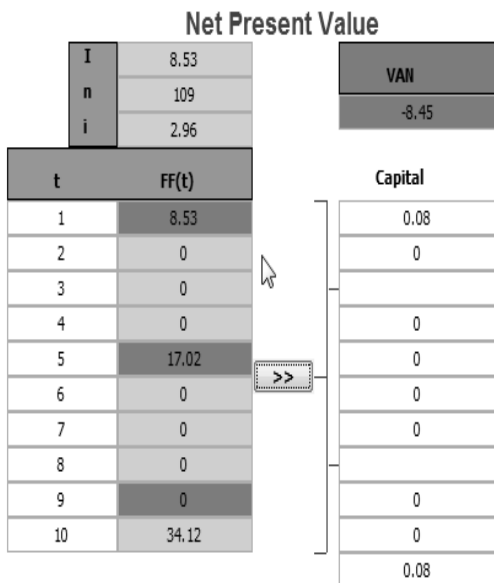 Net Present Value
I 8.53
n 109
i 2.96
VAN
-8.45
t FF(t) Capital
1 8.53 0.08
2 0 0
3 0
4 0 0
5 17.02 0
>>
6 0 0
7 0 0
8 0
9 0 0
10 34.12 0
0.08